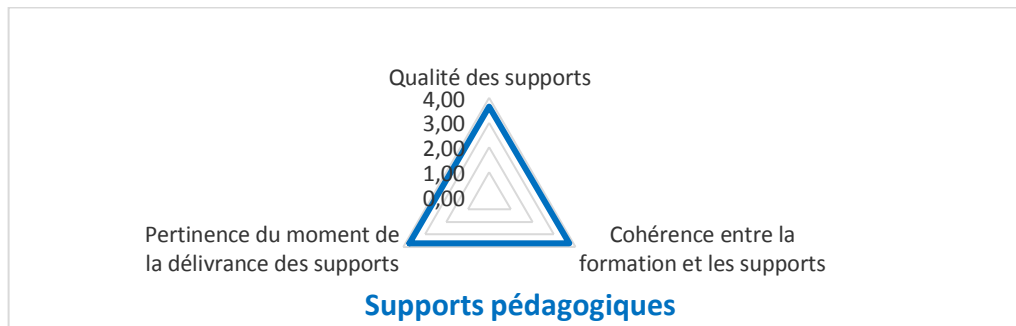 Qualité des supports
4,00
3,00
2,00
1,00
0,00
Pertinence du moment de
la délivrance des supports
Cohérence entre la
formation et les supports
Supports pédagogiques